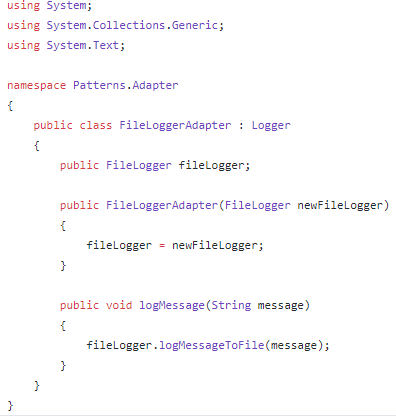 using System;
using System.Collections.Generic;
using System.Text;

namespace Patterns.Adapter
{
    public class FileLoggerAdapter : Logger
    {
        public FileLogger fileLogger;

        public FileLoggerAdapter(FileLogger newFileLogger)
        {
            fileLogger = newFileLogger;
        }

        public void logMessage(String message)
        {
            fileLogger.logMessageToFile(message);
        }
    }
}